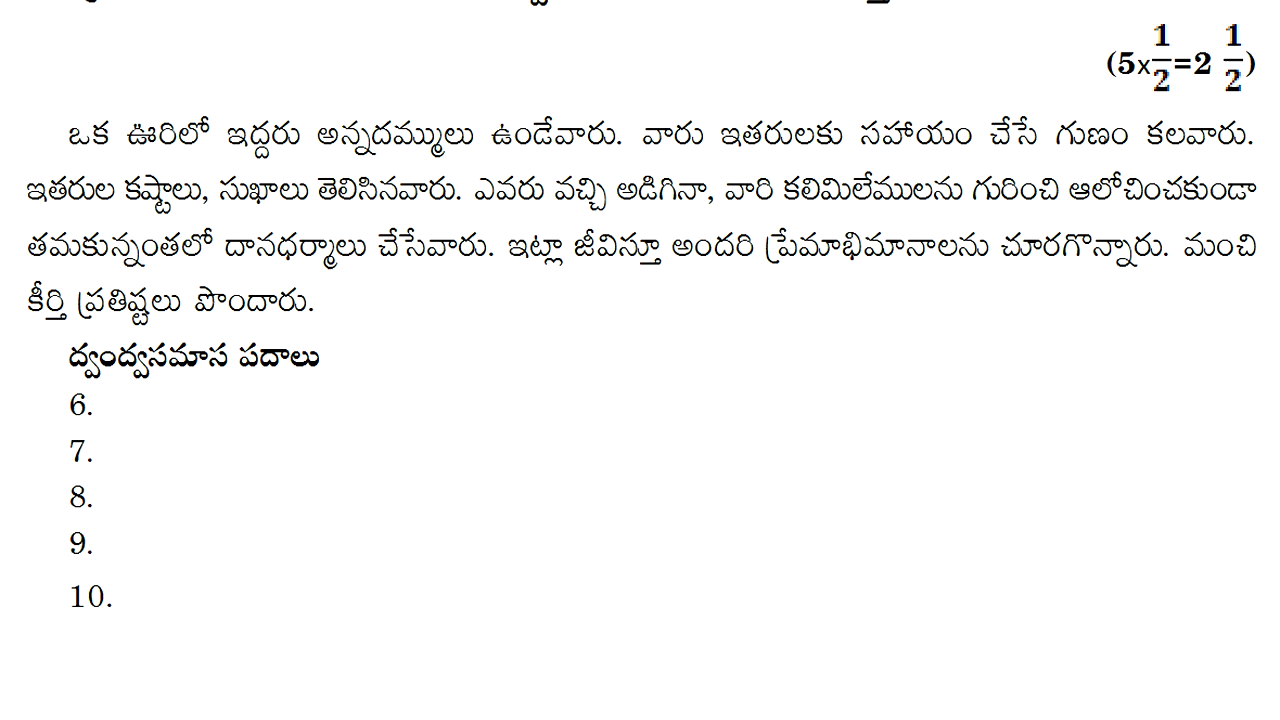 (5x1/2=2 1/2)
ఒక ఊరిలో ఇద్దరు అన్నదమ్ములు ఉండేవారు. వారు ఇతరులకు సహాయం చేసే గుణం కలవారు.
ఇతరుల కష్టాలు, సుఖాలు తెలిసినవారు. ఎవరు వచ్చి అడిగినా, వారి కలిమిలేములను గురించి ఆలోచించకుండా
తమకున్నంతలో దానధర్మాలు చేసేవారు. ఇట్లా జీవిస్తూ అందరి ప్రేమాభిమానాలను చూరగొన్నారు. మంచి
కీర్తి ప్రతిష్టలు పొందారు.
ద్వంద్వసమాస పదాలు
6.
7.
8.
9.
10.